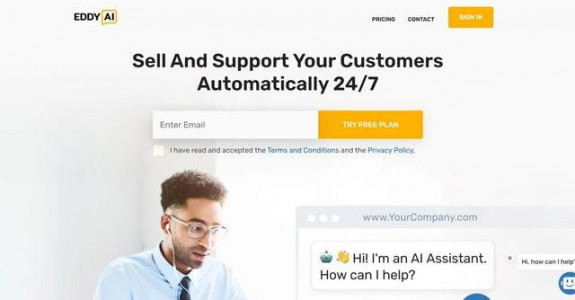 EDDY AI
PRICING
CONTACT
SIGN IN
Sell And Support Your Customers
Automatically 24/7
Enter Email
TRY FREE PLAN
I have read and accepted the Terms and Conditions and the Privacy Policy.
www.YourCompany.com
🤖 👋 Hi! I'm an AI Assistant.
How can I help?
× Hi, how can I help?